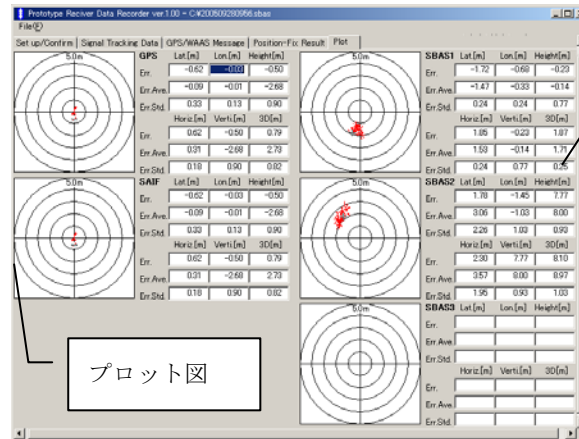 Prototype Reciver Data Recorder ver.1.00 - C:¥200609280956.sbas
File(F)
Set up/Confirm Signal Tracking Data GPS/WAAS Message Position-Fix Result Plot
5.0m
GPS Lat.[m] Lon.[m] Height[m]
Err. -0.62 -0.03 -0.50
Err.Ave. -0.09 -0.01 -2.68
Err.Std. 0.33 0.13 0.90
Horiz.[m] Verti.[m] 3D[m]
Err. 0.62 -0.50 0.79
Err.Ave. 0.31 -2.68 2.73
Err.Std. 0.18 0.90 0.82
5.0m
SAIF Lat.[m] Lon.[m] Height[m]
Err. -0.62 -0.03 -0.50
Err.Ave. -0.09 -0.01 -2.68
Err.Std. 0.33 0.13 0.90
Horiz.[m] Verti.[m] 3D[m]
Err. 0.62 -0.50 0.79
Err.Ave. 0.31 -2.68 2.73
Err.Std. 0.18 0.90 0.82
プロット図
5.0m
SBAS1 Lat.[m] Lon.[m] Height[m]
Err. -1.72 -0.68 -0.23
Err.Ave. -1.47 -0.33 -0.14
Err.Std. 0.24 0.24 0.77
Horiz.[m] Verti.[m] 3D[m]
Err. 1.85 -0.23 1.87
Err.Ave. 1.53 -0.14 1.71
Err.Std. 0.24 0.77 0.25
5.0m
SBAS2 Lat.[m] Lon.[m] Height[m]
Err. 1.78 -1.45 7.77
Err.Ave. 3.06 -1.03 8.00
Err.Std. 2.26 1.03 0.93
Horiz.[m] Verti.[m] 3D[m]
Err. 2.30 7.77 8.10
Err.Ave. 3.57 8.00 8.97
Err.Std. 1.95 0.93 1.03
5.0m
SBAS3 Lat.[m] Lon.[m] Height[m]
Err.
Err.Ave.
Err.Std.
Horiz.[m] Verti.[m] 3D[m]
Err.
Err.Ave.
Err.Std.